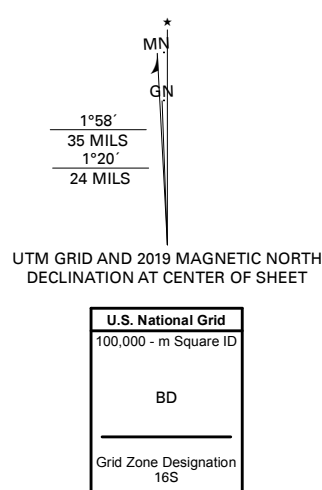 ★
MN
GN
1°58´
35 MILS
1°20´
24 MILS
UTM GRID AND 2019 MAGNETIC NORTH
DECLINATION AT CENTER OF SHEET
U.S. National Grid
100,000 - m Square ID
BD
Grid Zone Designation
16S